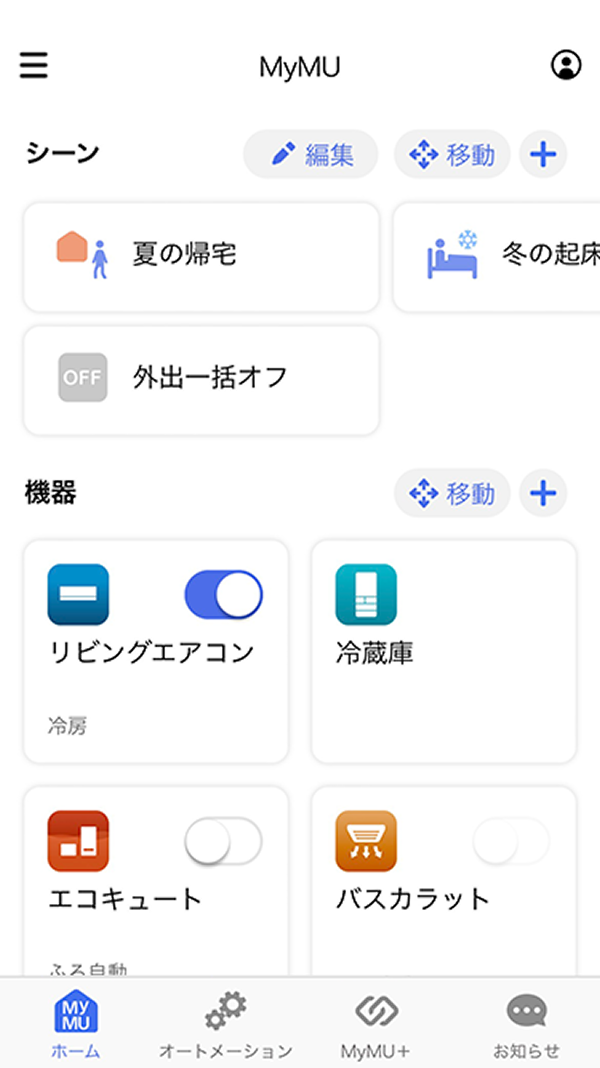 MyMU
シーン
編集
移動
夏の帰宅
冬の起床
OFF
外出一括オフ
機器
移動
リビングエアコン
冷房
冷蔵庫
エコキュート
ふろ自動
バスカラット
MY
MU
ホーム
オートメーション
MyMU+
お知らせ